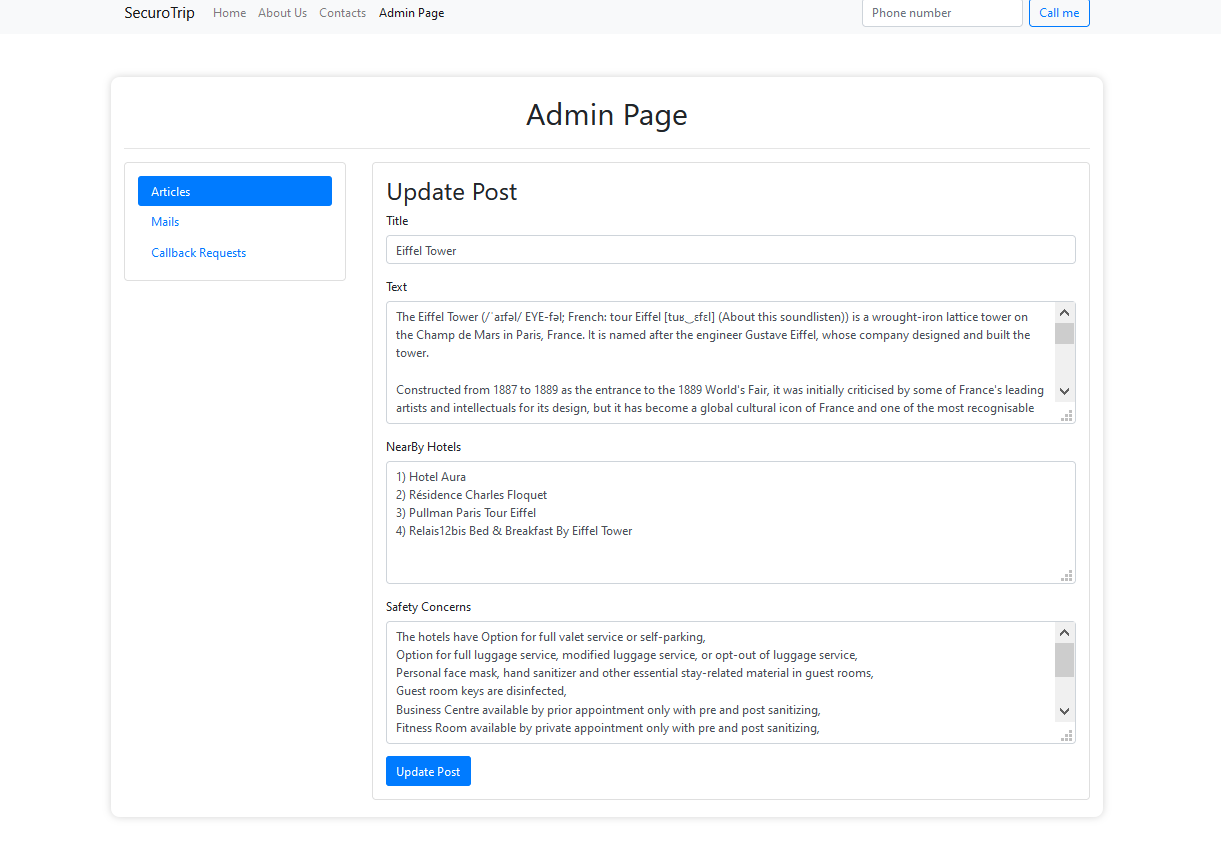 SecuroTrip Home About Us Contacts Admin Page Phone number Call me
Admin Page
Articles
Mails
Callback Requests
Update Post
Title
Eiffel Tower
Text
The Eiffel Tower (/ˈaɪfəl/ EYE-fəl; French: tour Eiffel [tuʁ‿ɛfɛl] (About this soundlisten)) is a wrought-iron lattice tower on
the Champ de Mars in Paris, France. It is named after the engineer Gustave Eiffel, whose company designed and built the
tower.
Constructed from 1887 to 1889 as the entrance to the 1889 World's Fair, it was initially criticised by some of France's leading
artists and intellectuals for its design, but it has become a global cultural icon of France and one of the most recognisable
NearBy Hotels
1) Hotel Aura
2) Résidence Charles Floquet
3) Pullman Paris Tour Eiffel
4) Relais12bis Bed & Breakfast By Eiffel Tower
Safety Concerns
The hotels have Option for full valet service or self-parking,
Option for full luggage service, modified luggage service, or opt-out of luggage service,
Personal face mask, hand sanitizer and other essential stay-related material in guest rooms,
Guest room keys are disinfected,
Business Centre available by prior appointment only with pre and post sanitizing,
Fitness Room available by private appointment only with pre and post sanitizing,
Update Post